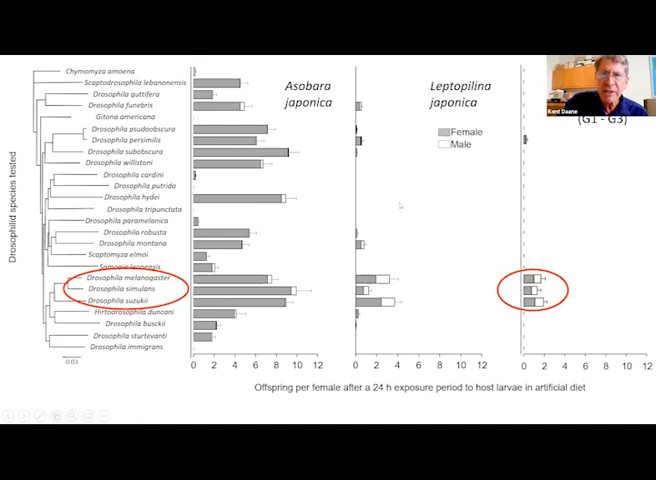 Kent Daane
(G1 - G3)
Drosophilid species tested
Chymomyza amoena
Scaptodrosophila lebanonensis
Drosophila guttifera
Drosophila funebris
Gitona americana
Drosophila psudoobscura
Drosophila persimilis
Drosophila subobscura
Drosophila willistoni
Drosophila cardini
Drosophila putrida
Drosophila hydei
Drosophila tripunctata
Drosophila paramelanica
Drosophila robusta
Drosophila montana
Scaptomyza elmoi
Samoaia leonensis
Drosophila melanogaster
Drosophila simulans
Drosophila suzukii
Hirtodrosophila duncani
Drosophila busckii
Drosophila sturtevanti
Drosophila immigrans
0.03
Asobara
japonica
Leptopilina
japonica
Female
Male
0 2 4 6 8 10 12
0 2 4 6 8 10 12
0 2 4 6 8 10 12
Offspring per female after a 24 h exposure period to host larvae in artificial diet